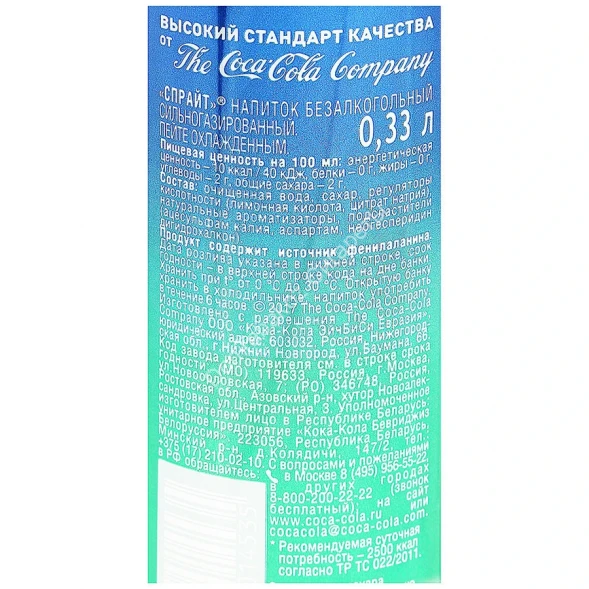 ВЫСОКИЙ СТАНДАРТ КАЧЕСТВА
ОТ The Coca-Cola Company
«СПРАЙТ»® НАПИТОК БЕЗАЛКОГОЛЬНЫЙ
СИЛЬНОГАЗИРОВАННЫЙ.
ПЕЙТЕ ОХЛАЖДЕННЫМ.
0,33 Л
Пищевая ценность на 100 мл: энергетическая
ценность – 10 ккал / 40 кДж, белки – 0 г, жиры – 0 г,
углеводы – 2 г, общие сахара – 2 г.
Состав: очищенная вода, сахар, регуляторы
кислотности (лимонная кислота, цитрат натрия),
натуральные ароматизаторы, подсластители
(ацесульфам калия, аспартам, неогесперидин
дигидрохалкон).
Продукт содержит источник фенилаланина.
Дата розлива указана в нижней строке, срок
годности – в верхней строке кода на дне банки.
Хранить при t° от 0 °С до 30 °С. Открытую банку
хранить в холодильнике: напиток употребить
в течение 6 часов. © 2017 The Coca-Cola Company.
Изготовлено с разрешения The Coca-Cola
Company ООО «Кока-Кола ЭйчБиСи Евразия»,
юридический адрес: 603032, Россия, Нижегород-
ская обл., г. Нижний Новгород, ул. Баумана, 66.
Код завода изготовителя см. в строке срока
годности: (МО) 119633, Россия, г. Москва,
ул. Новоорловская, 7; (РО) 346748, Россия,
Ростовская обл., Азовский р-н, хутор Новоалек-
сандровка, ул. Центральная, 3. Уполномоченное
изготовителем лицо в Республике Беларусь:
унитарное предприятие «Кока-Кола Бевриджиз
Белоруссия» 223056, Республика Беларусь,
Минский р-н, д. Колядичи, 147/2, тел.:
+375 (17) 210-02-10. С вопросами и пожеланиями
в РФ обращайтесь:
в Москве 8 (495) 956-55-22,
в других городах
8-800-200-22-22 (звонок
бесплатный); на сайт
www.coca-cola.ru или
cocacola@coca-cola.com.
* Рекомендуемая суточная
потребность – 2500 ккал
согласно ТР ТС 022/2011.